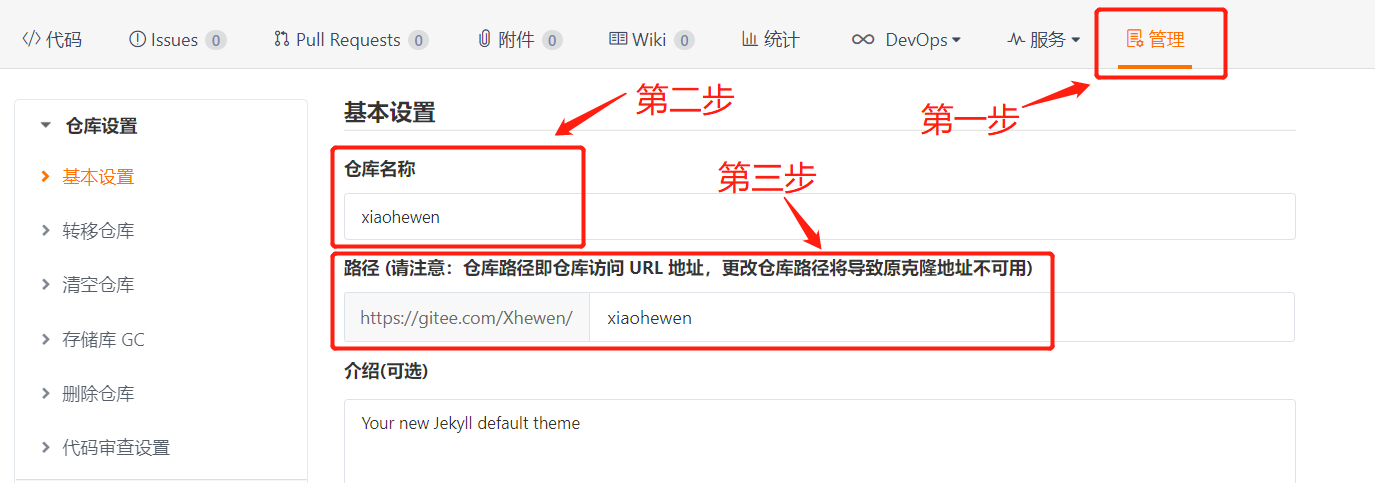 代码 Issues 0 Pull Requests 0 附件 0 Wiki 0 统计 DevOps 服务 管理
第一步
第二步
第三步
仓库设置
基本设置
转移仓库
清空仓库
存储库 GC
删除仓库
代码审查设置
基本设置
仓库名称
xiaohewen
路径 (请注意：仓库路径即仓库访问 URL 地址，更改仓库路径将导致原克隆地址不可用)
https://gitee.com/Xhewen/ xiaohewen
介绍(可选)
Your new Jekyll default theme